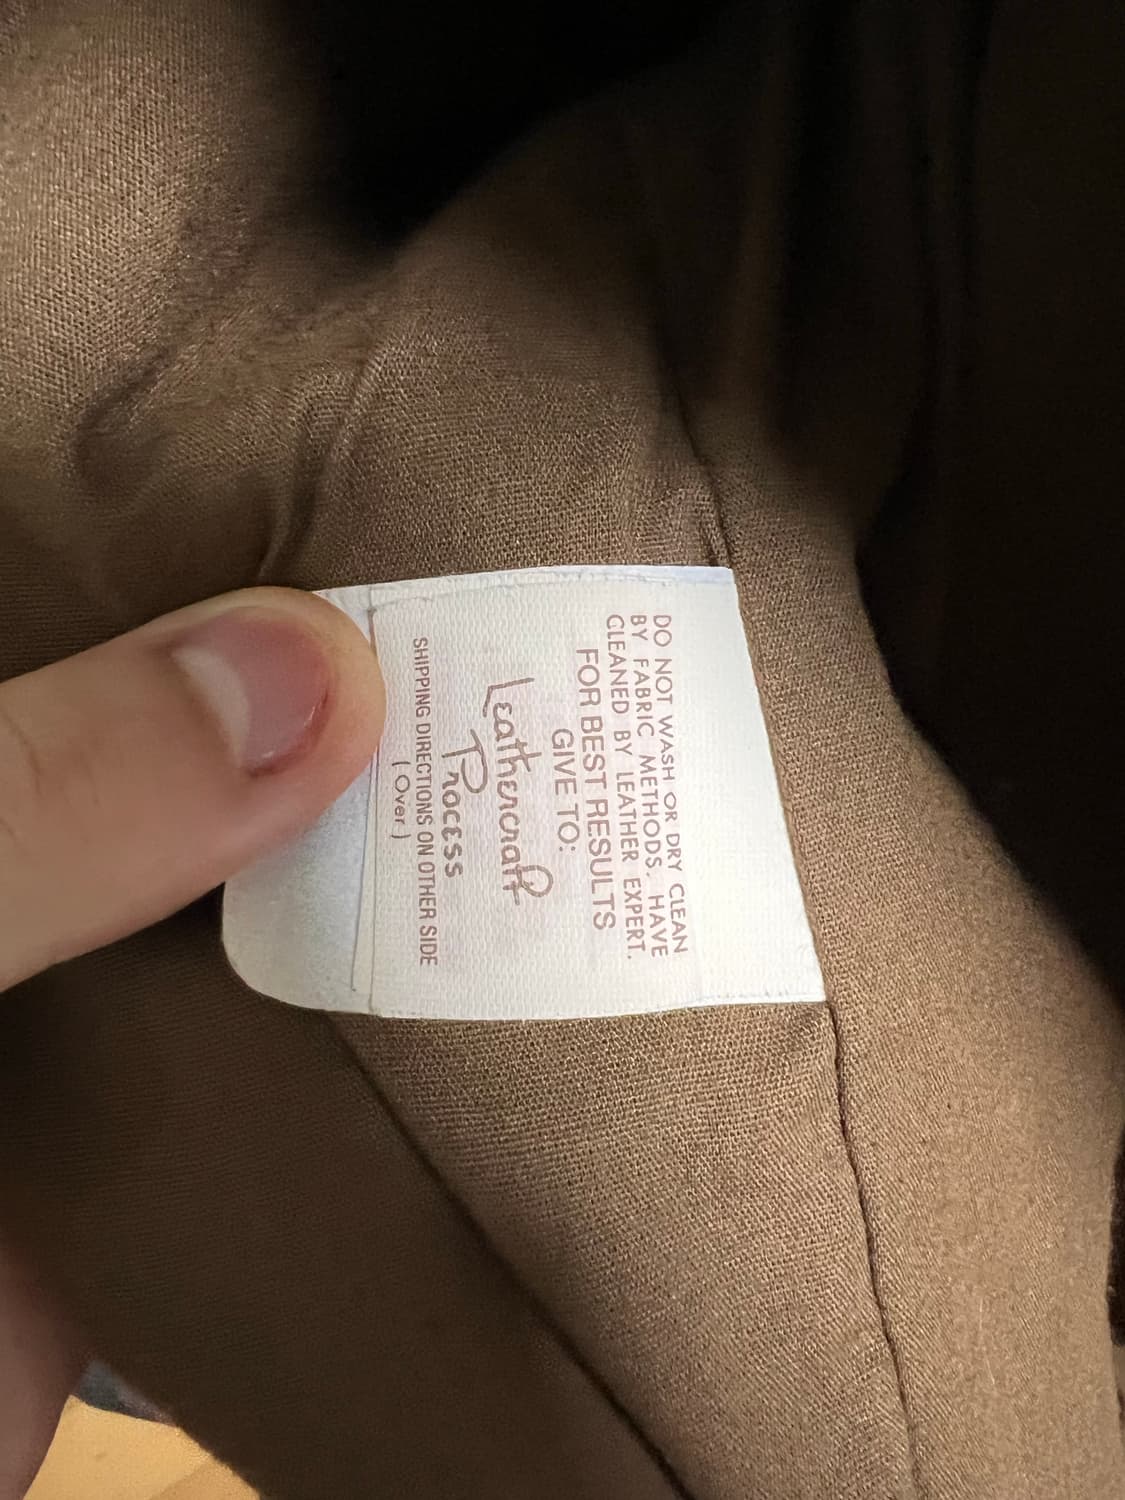 DO NOT WASH OR DRY CLEAN
BY FABRIC METHODS. HAVE
CLEANED BY LEATHER EXPERT.
FOR BEST RESULTS
GIVE TO:
Leathercraft
Process
SHIPPING DIRECTIONS ON OTHER SIDE
(Over)